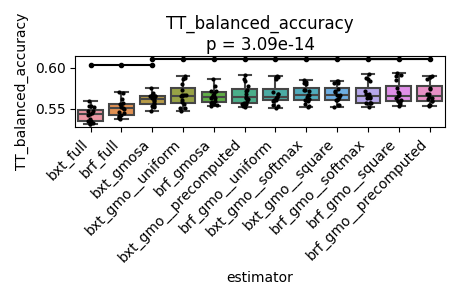 TT_balanced_accuracy
p = 3.09e-14
TT_balanced_accuracy
0.60
0.55
bxt_full
brf_full
bxt_gmosa
bxt_gmo__uniform
brf_gmosa
bxt_gmo__precomputed
brf_gmo__uniform
bxt_gmo__softmax
bxt_gmo__square
brf_gmo__softmax
brf_gmo__square
brf_gmo__precomputed
estimator